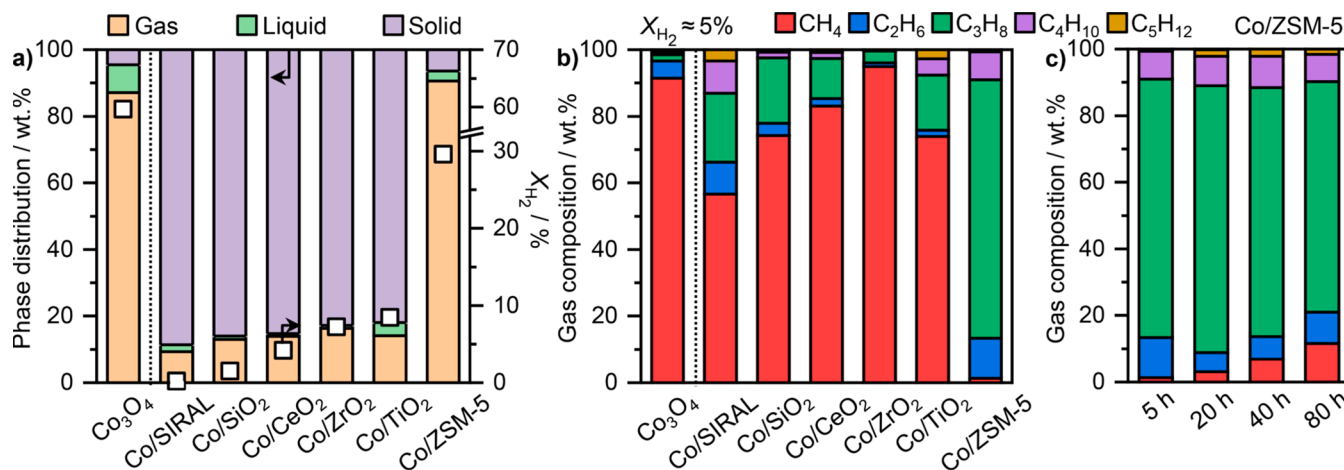 Gas Liquid Solid
a)
Phase distribution / wt.%
100
80
60
40
20
0
70
60
30
20
10
0
X_H₂ / %
Co₃O₄
Co/SIRAL
Co/SiO₂
Co/CeO₂
Co/ZrO₂
Co/TiO₂
Co/ZSM-5
X_H₂ ≈ 5% CH₄ C₂H₆ C₃H₈ C₄H₁₀ C₅H₁₂ Co/ZSM-5
b)
Gas composition / wt.%
100
80
60
40
20
0
Co₃O₄
Co/SIRAL
Co/SiO₂
Co/CeO₂
Co/ZrO₂
Co/TiO₂
Co/ZSM-5
c)
Gas composition / wt.%
100
80
60
40
20
0
5 h
20 h
40 h
80 h